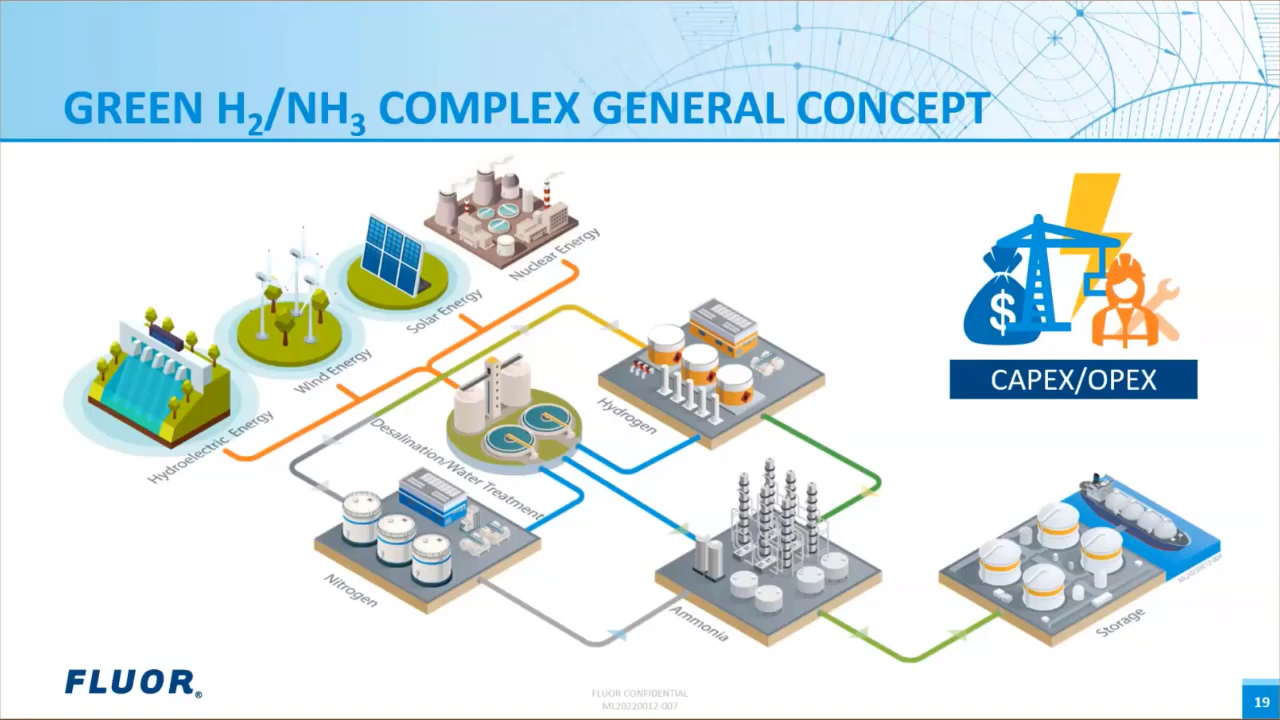 GREEN H₂/NH₃ COMPLEX GENERAL CONCEPT
Nuclear Energy
Solar Energy
Wind Energy
Hydroelectric Energy
$
CAPEX/OPEX
Hydrogen
Desalination/Water Treatment
Nitrogen
Ammonia
Storage
FLUOR®
FLUOR CONFIDENTIAL
19